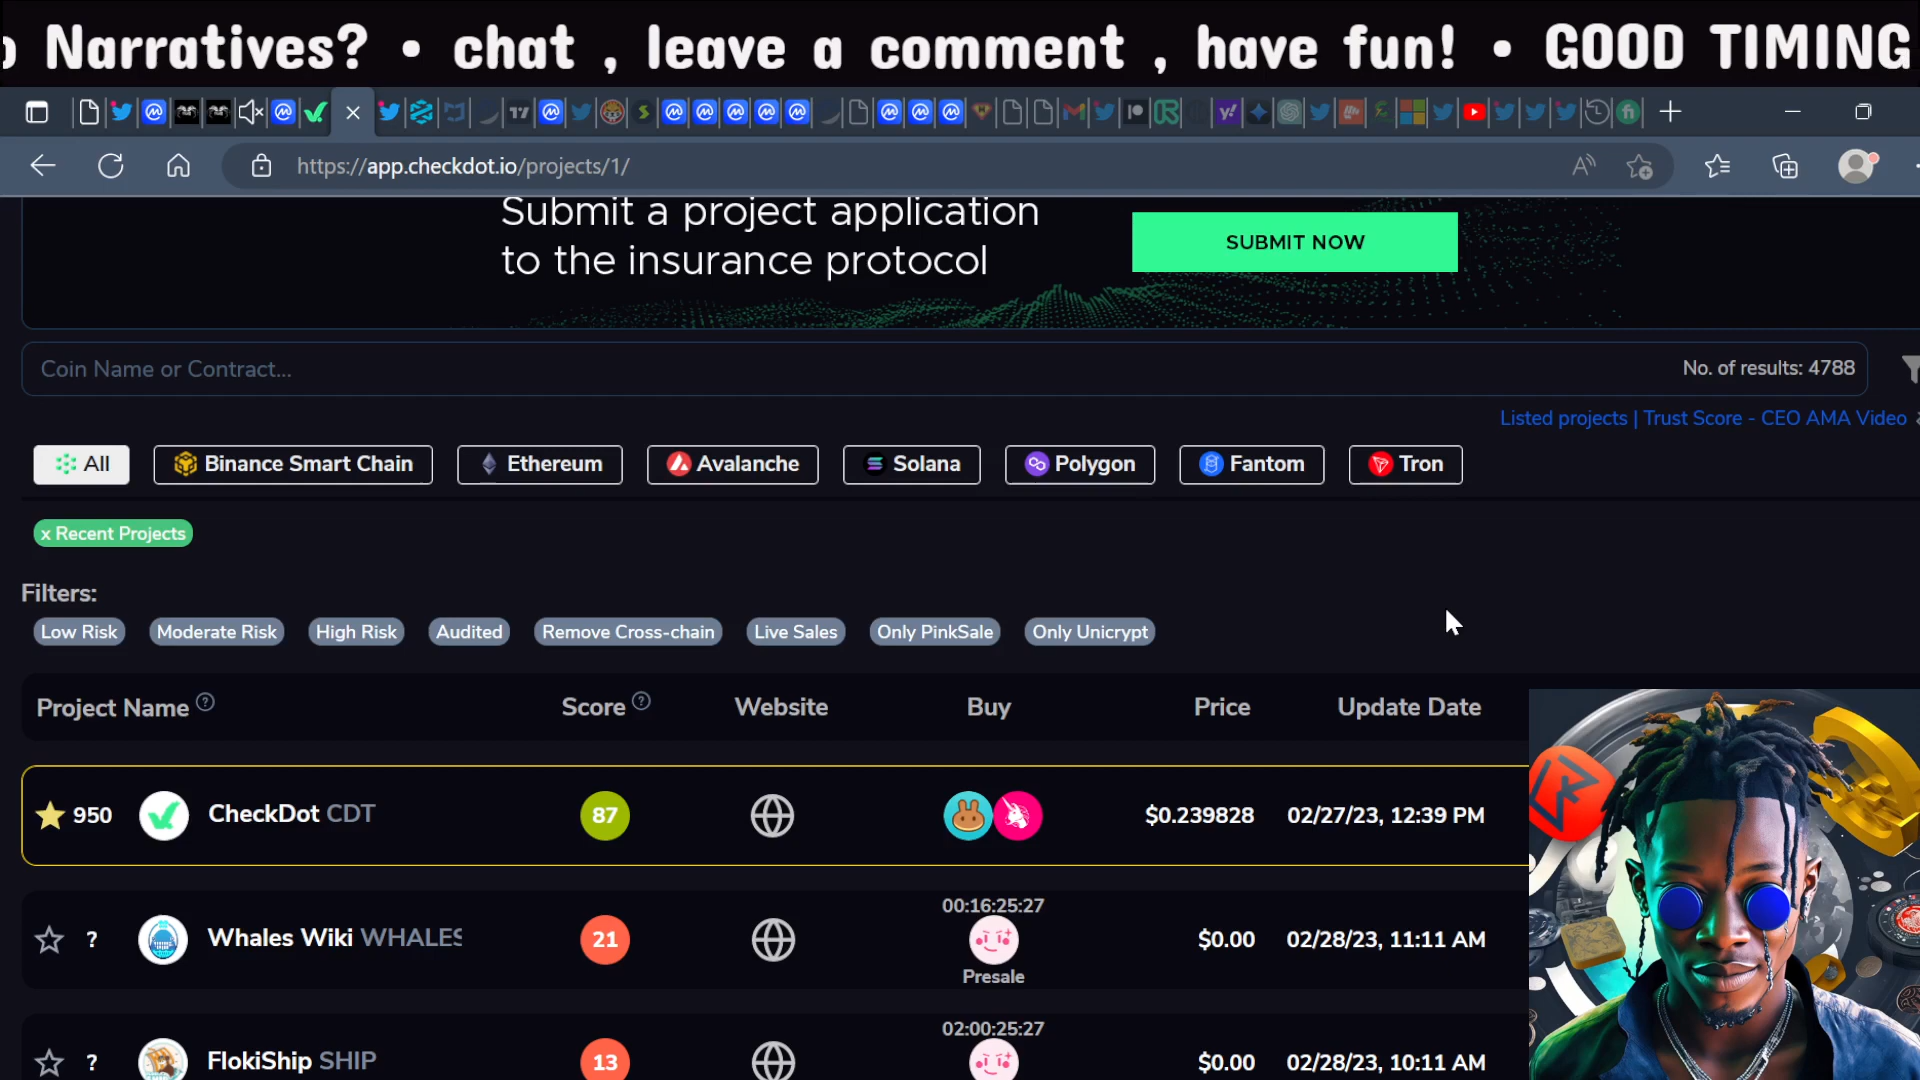 Narratives? • chat , leave a comment , have fun! • GOOD TIMING
https://app.checkdot.io/projects/1/
Submit a project application
to the insurance protocol
SUBMIT NOW
Coin Name or Contract...
No. of results: 4788
Listed projects | Trust Score - CEO AMA Video
All
Binance Smart Chain
Ethereum
Avalanche
Solana
Polygon
Fantom
Tron
x Recent Projects
Filters:
Low Risk
Moderate Risk
High Risk
Audited
Remove Cross-chain
Live Sales
Only PinkSale
Only Unicrypt
Project Name ?
Score ?
Website
Buy
Price
Update Date
950
CheckDot CDT
87
$0.239828
02/27/23, 12:39 PM
?
Whales Wiki WHALES
21
00:16:25:27
Presale
$0.00
02/28/23, 11:11 AM
?
FlokiShip SHIP
13
02:00:25:27
$0.00
02/28/23, 10:11 AM